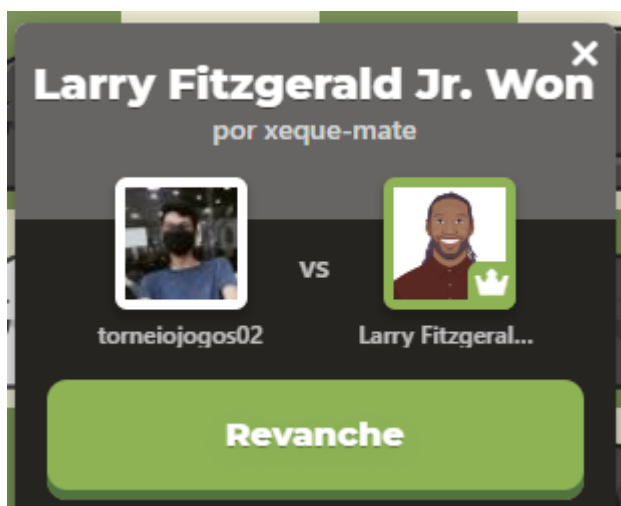 Larry Fitzgerald Jr. Won
por xeque-mate
vs
torneiojogos02
Larry Fitzgeral...
Revanche